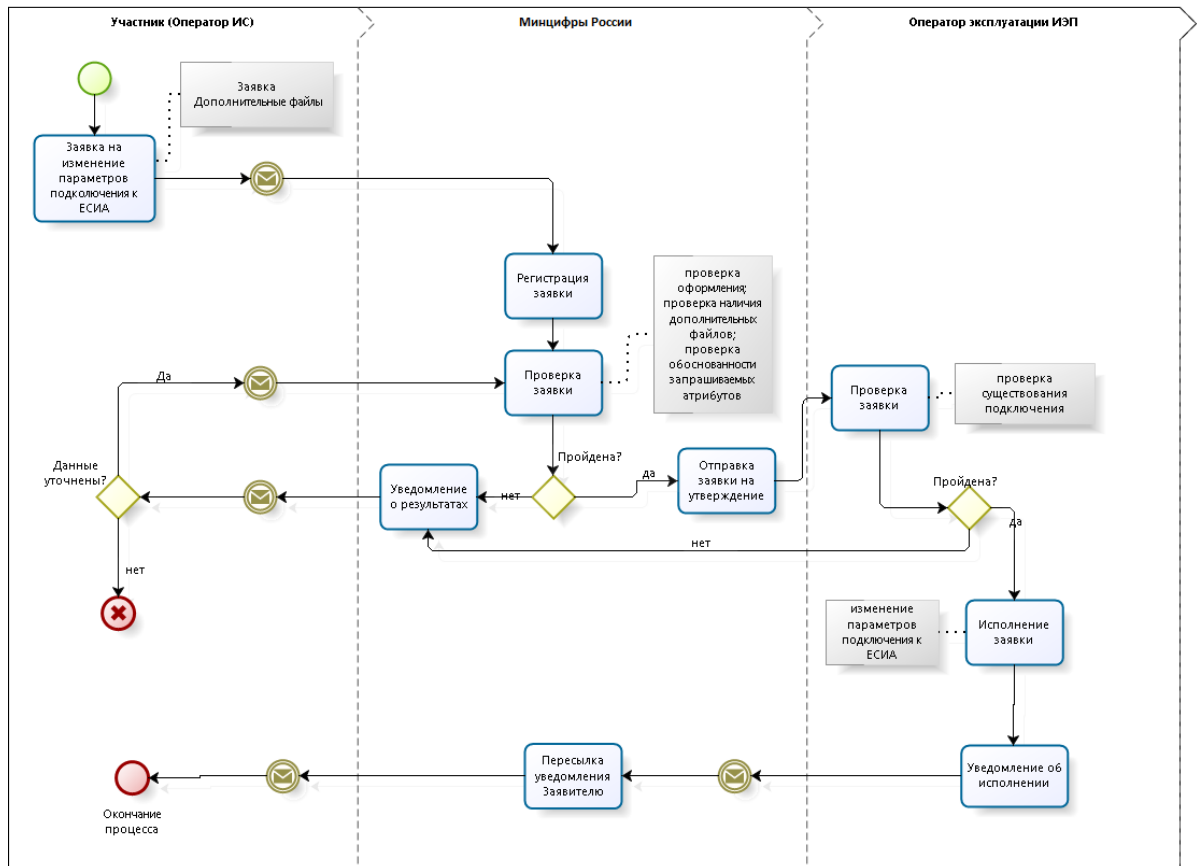 Участник (Оператор ИС)
Минцифры России
Оператор эксплуатации ИЭП
Заявка
Дополнительные файлы
Заявка на
изменение
параметров
подколючения к
ЕСИА
Регистрация
заявки
проверка
оформления;
проверка наличия
дополнительных
файлов;
проверка
обоснованности
запрашиваемых
атрибутов
Да
Проверка
заявки
Проверка
заявки
проверка
существования
подключения
Данные
уточнены?
Уведомление
о результатах
нет
Пройдена?
да
Отправка
заявки на
утверждение
Пройдена?
да
нет
нет
изменение
параметров
подключения к
ЕСИА
Исполнение
заявки
Окончание
процесса
Пересылка
уведомления
Заявителю
Уведомление об
исполнении